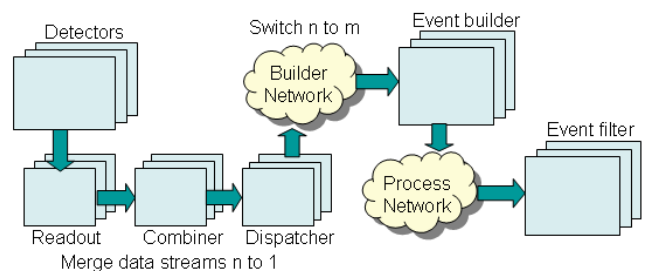 Detectors
Switch n to m
Event builder
Builder
Network
Event filter
Process
Network
Readout
Combiner
Dispatcher
Merge data streams n to 1